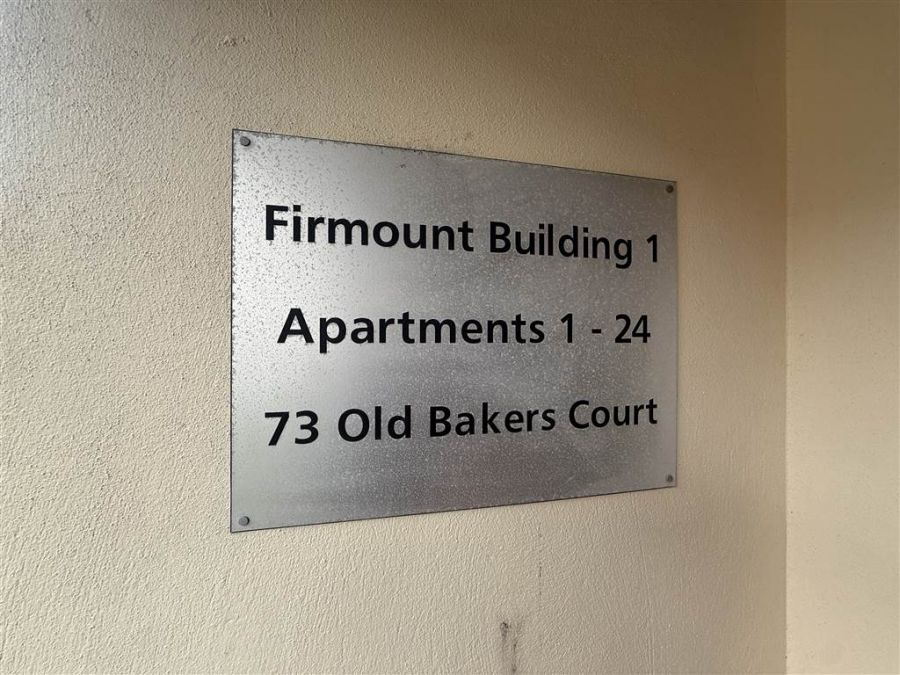 Firmount Building 1
Apartments 1 - 24
73 Old Bakers Court